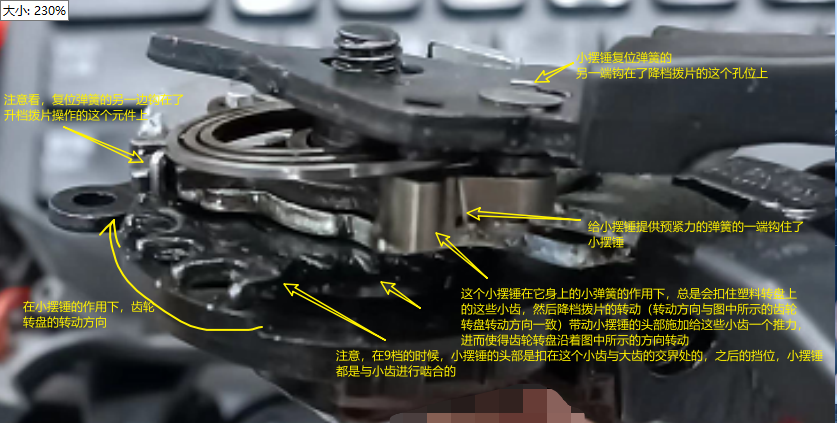 大小: 230%
小摆锤复位弹簧的
另一端钩在了降档拨片的这个孔位上
注意看，复位弹簧的另一边钩在了
升档拨片操作的这个元件上
给小摆锤提供预紧力的弹簧的一端钩住了
小摆锤
这个小摆锤在它身上的小弹簧的作用下，总是会扣住塑料转盘上
的这些小齿，然后降档拨片的转动（转动方向与图中所示的齿轮
转盘转动方向一致）带动小摆锤的头部施加给这些小齿一个推力，
进而使得齿轮转盘沿着图中所示的方向转动
在小摆锤的作用下，齿轮
转盘的转动方向
注意，在9档的时候，小摆锤的头部是扣在这个小齿与大齿的交界处的，之后的挡位，小摆锤
都是与小齿进行啮合的